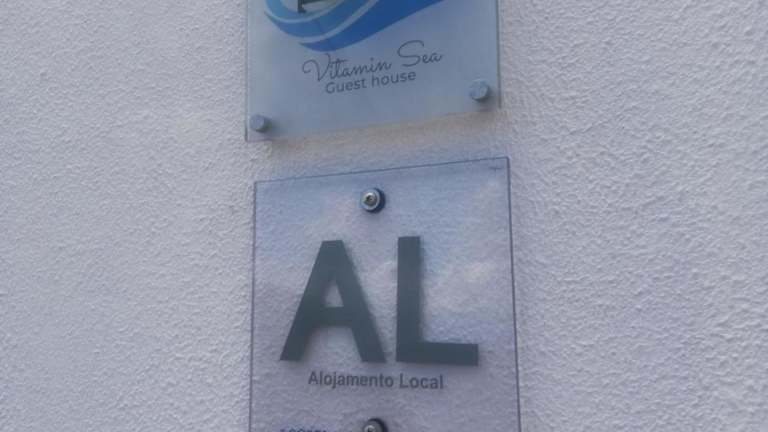 Vitamin Sea
Guest house
AL
Alojamento Local